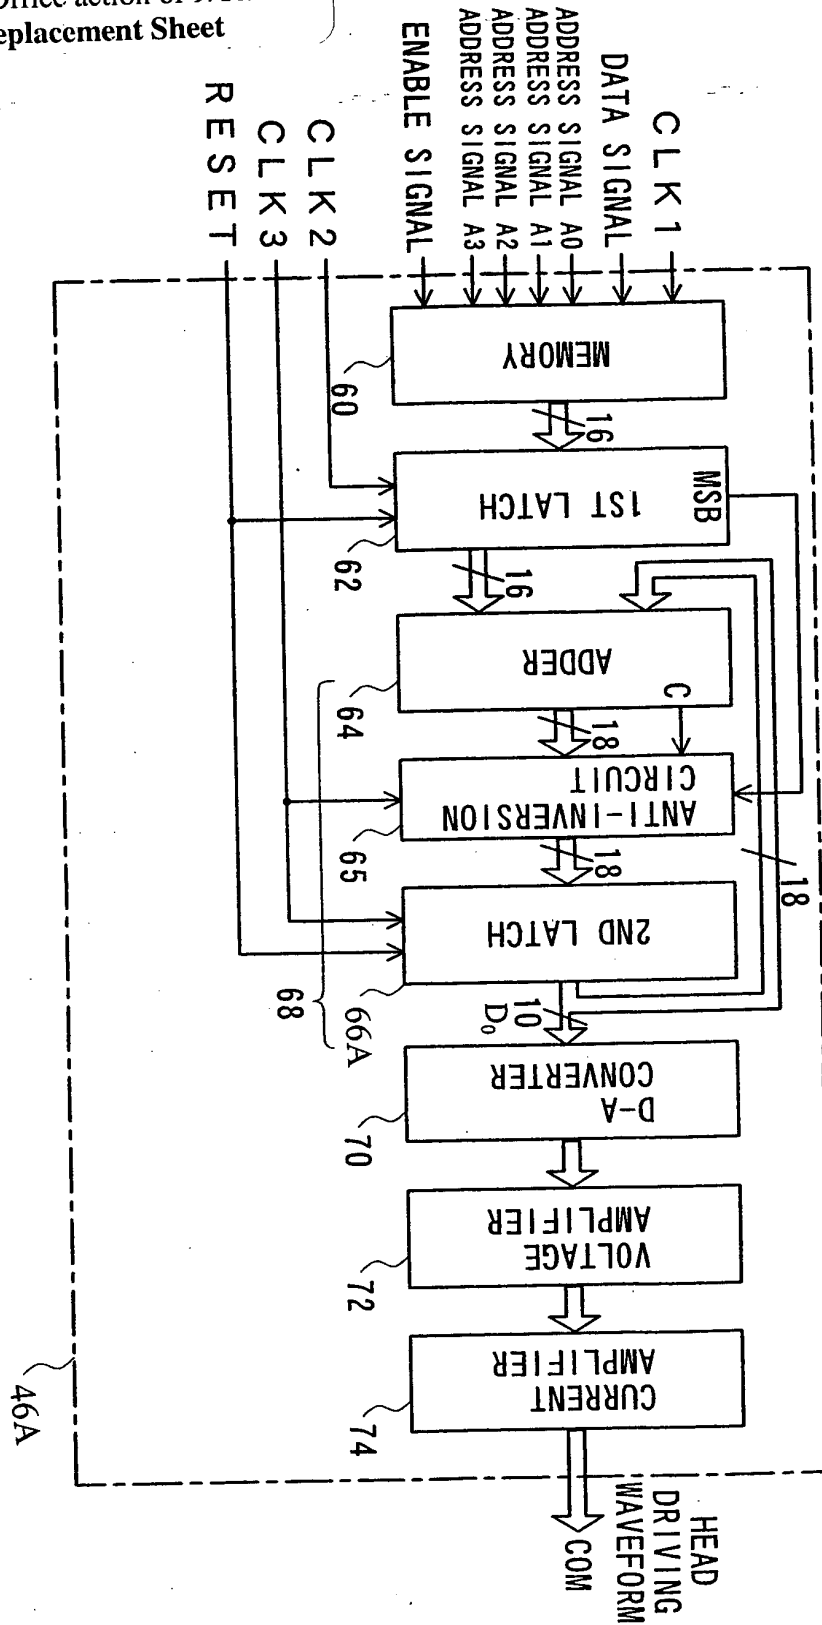 Replacement Sheet
CLK1
DATA SIGNAL
ADDRESS SIGNAL A0
ADDRESS SIGNAL A1
ADDRESS SIGNAL A2
ADDRESS SIGNAL A3
ENABLE SIGNAL
CLK2
CLK3
RESET
MEMORY
60
16
MSB
1ST LATCH
62
16
ADDER
C
64
18
ANTI-INVERSION
CIRCUIT
65
18
18
2ND LATCH
66A
68
10
D₀
D-A
CONVERTER
70
VOLTAGE
AMPLIFIER
72
CURRENT
AMPLIFIER
74
46A
HEAD
DRIVING
WAVEFORM
COM